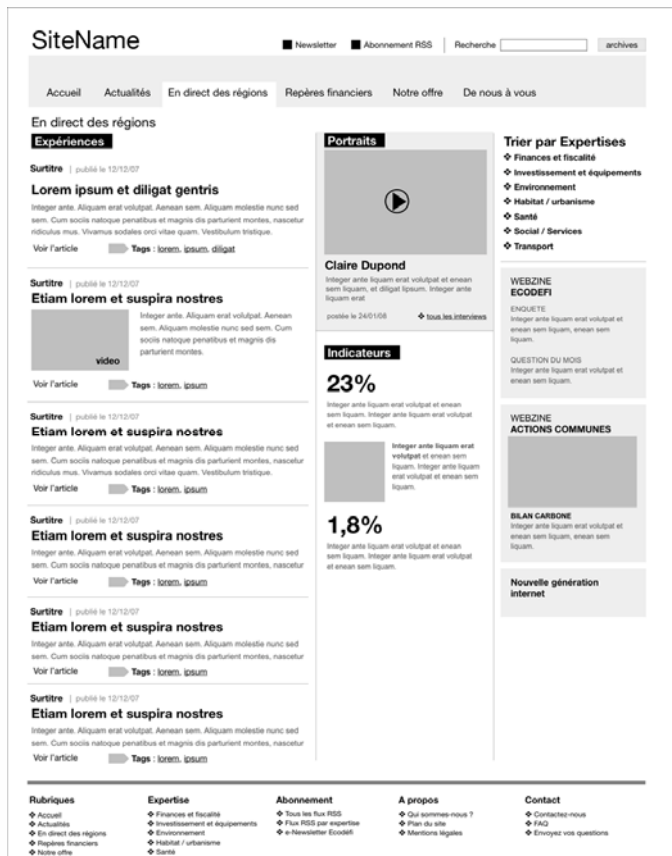 SiteName
Newsletter
Abonnement RSS
Recherche
archives
Accueil
Actualités
En direct des régions
Repères financiers
Notre offre
De nous à vous
En direct des régions
Expériences
Surtitre | publié le 12/12/07
Lorem ipsum et diligat gentris
Integer ante. Aliquam erat volutpat. Aenean sem. Aliquam molestie nunc sed
sem. Cum sociis natoque penatibus et magnis dis parturient montes, nascetur
ridiculus mus. Vivamus sodales orci vitae quam. Vestibulum tristique.
Voir l'article
Tags : lorem, ipsum, diligat
Surtitre | publié le 12/12/07
Etiam lorem et suspira nostres
video
Integer ante. Aliquam erat volutpat. Aenean
sem. Aliquam molestie nunc sed sem. Cum
sociis natoque penatibus et magnis dis
parturient montes.
Voir l'article
Tags : lorem, ipsum
Surtitre | publié le 12/12/07
Etiam lorem et suspira nostres
Integer ante. Aliquam erat volutpat. Aenean sem. Aliquam molestie nunc sed
sem. Cum sociis natoque penatibus et magnis dis parturient montes, nascetur
ridiculus mus. Vivamus sodales orci vitae quam. Vestibulum tristique.
Voir l'article
Tags : lorem, ipsum
Surtitre | publié le 12/12/07
Etiam lorem et suspira nostres
Integer ante. Aliquam erat volutpat. Aenean sem. Aliquam molestie nunc sed
sem. Cum sociis natoque penatibus et magnis dis parturient montes, nascetur
Voir l'article
Tags : lorem, ipsum
Surtitre | publié le 12/12/07
Etiam lorem et suspira nostres
Integer ante. Aliquam erat volutpat. Aenean sem. Aliquam molestie nunc sed
sem. Cum sociis natoque penatibus et magnis dis parturient montes, nascetur
Voir l'article
Tags : lorem, ipsum
Surtitre | publié le 12/12/07
Etiam lorem et suspira nostres
Integer ante. Aliquam erat volutpat. Aenean sem. Aliquam molestie nunc sed
sem. Cum sociis natoque penatibus et magnis dis parturient montes, nascetur
Voir l'article
Tags : lorem, ipsum
Portraits
Claire Dupond
Integer ante liquam erat volutpat et enean
sem liquam, et diligat lipsum. Integer ante
liquam erat
postée le 24/01/08
tous les interviews
Indicateurs
23%
Integer ante liquam erat volutpat et enean
sem liquam. Integer ante liquam erat volutpat et
enean sem liquam.
Integer ante liquam erat
volutpat et enean sem
liquam. Integer ante liquam
erat volutpat et enean sem
liquam.
1,8%
Integer ante liquam erat volutpat et enean
sem liquam. Integer ante liquam erat volutpat et
enean sem liquam.
Trier par Expertises
Finances et fiscalité
Investissement et équipements
Environnement
Habitat / urbanisme
Santé
Social / Services
Transport
WEBZINE
ECODEFI
ENQUETE
Integer ante liquam erat volutpat et
enean sem liquam, enean sem
liquam.
QUESTION DU MOIS
Integer ante liquam erat volutpat et
enean sem liquam.
WEBZINE
ACTIONS COMMUNES
BILAN CARBONE
Integer ante liquam erat volutpat et
enean sem liquam, enean sem
liquam.
Nouvelle génération
internet
Rubriques
Accueil
Actualités
En direct des régions
Repères financiers
Notre offre
Expertise
Finances et fiscalité
Investissement et équipements
Environnement
Habitat / urbanisme
Santé
Abonnement
Tous les flux RSS
Flux RSS par expertise
e-Newsletter Ecodéfi
A propos
Qui sommes-nous ?
Plan du site
Mentions légales
Contact
Contactez-nous
FAQ
Envoyez vos questions